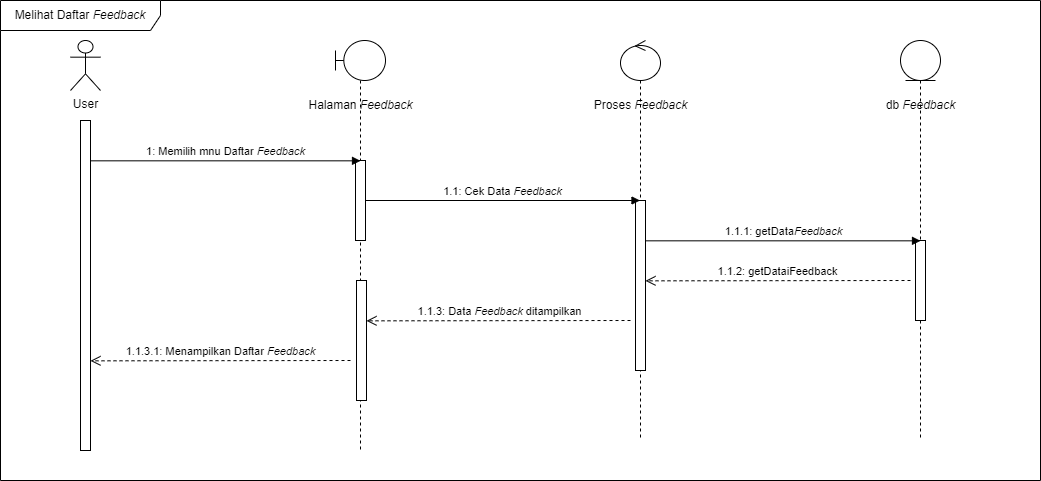 Melihat Daftar Feedback
User
Halaman Feedback
Proses Feedback
db Feedback
1: Memilih mnu Daftar Feedback
1.1: Cek Data Feedback
1.1.1: getDataFeedback
1.1.2: getDataiFeedback
1.1.3: Data Feedback ditampilkan
1.1.3.1: Menampilkan Daftar Feedback